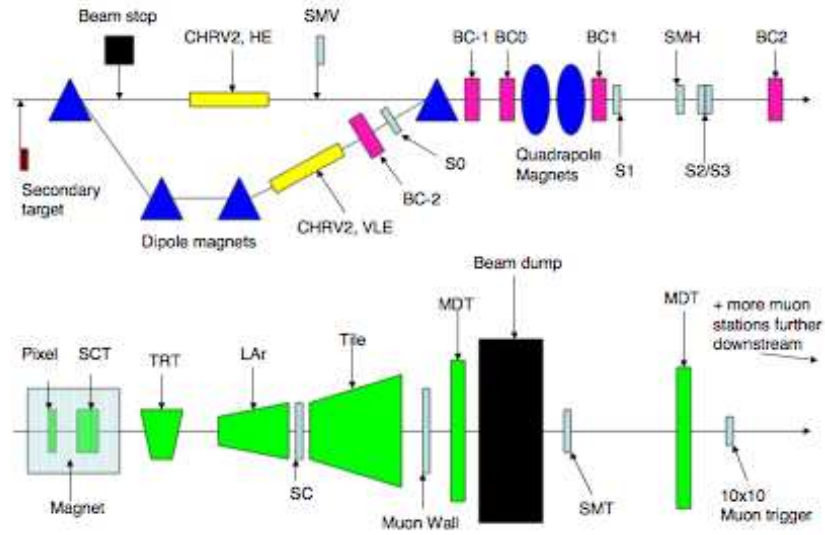 Beam stop
SMV
CHRV2, HE
BC-1
BC0
BC1
SMH
BC2
Secondary
target
S0
BC-2
Quadrapole
Magnets
S1
S2/S3
Dipole magnets
CHRV2, VLE
Beam dump
MDT
MDT
+ more muon
stations further
downstream
Pixel
SCT
TRT
LAr
Tile
Magnet
SC
Muon Wall
SMT
10x10
Muon trigger